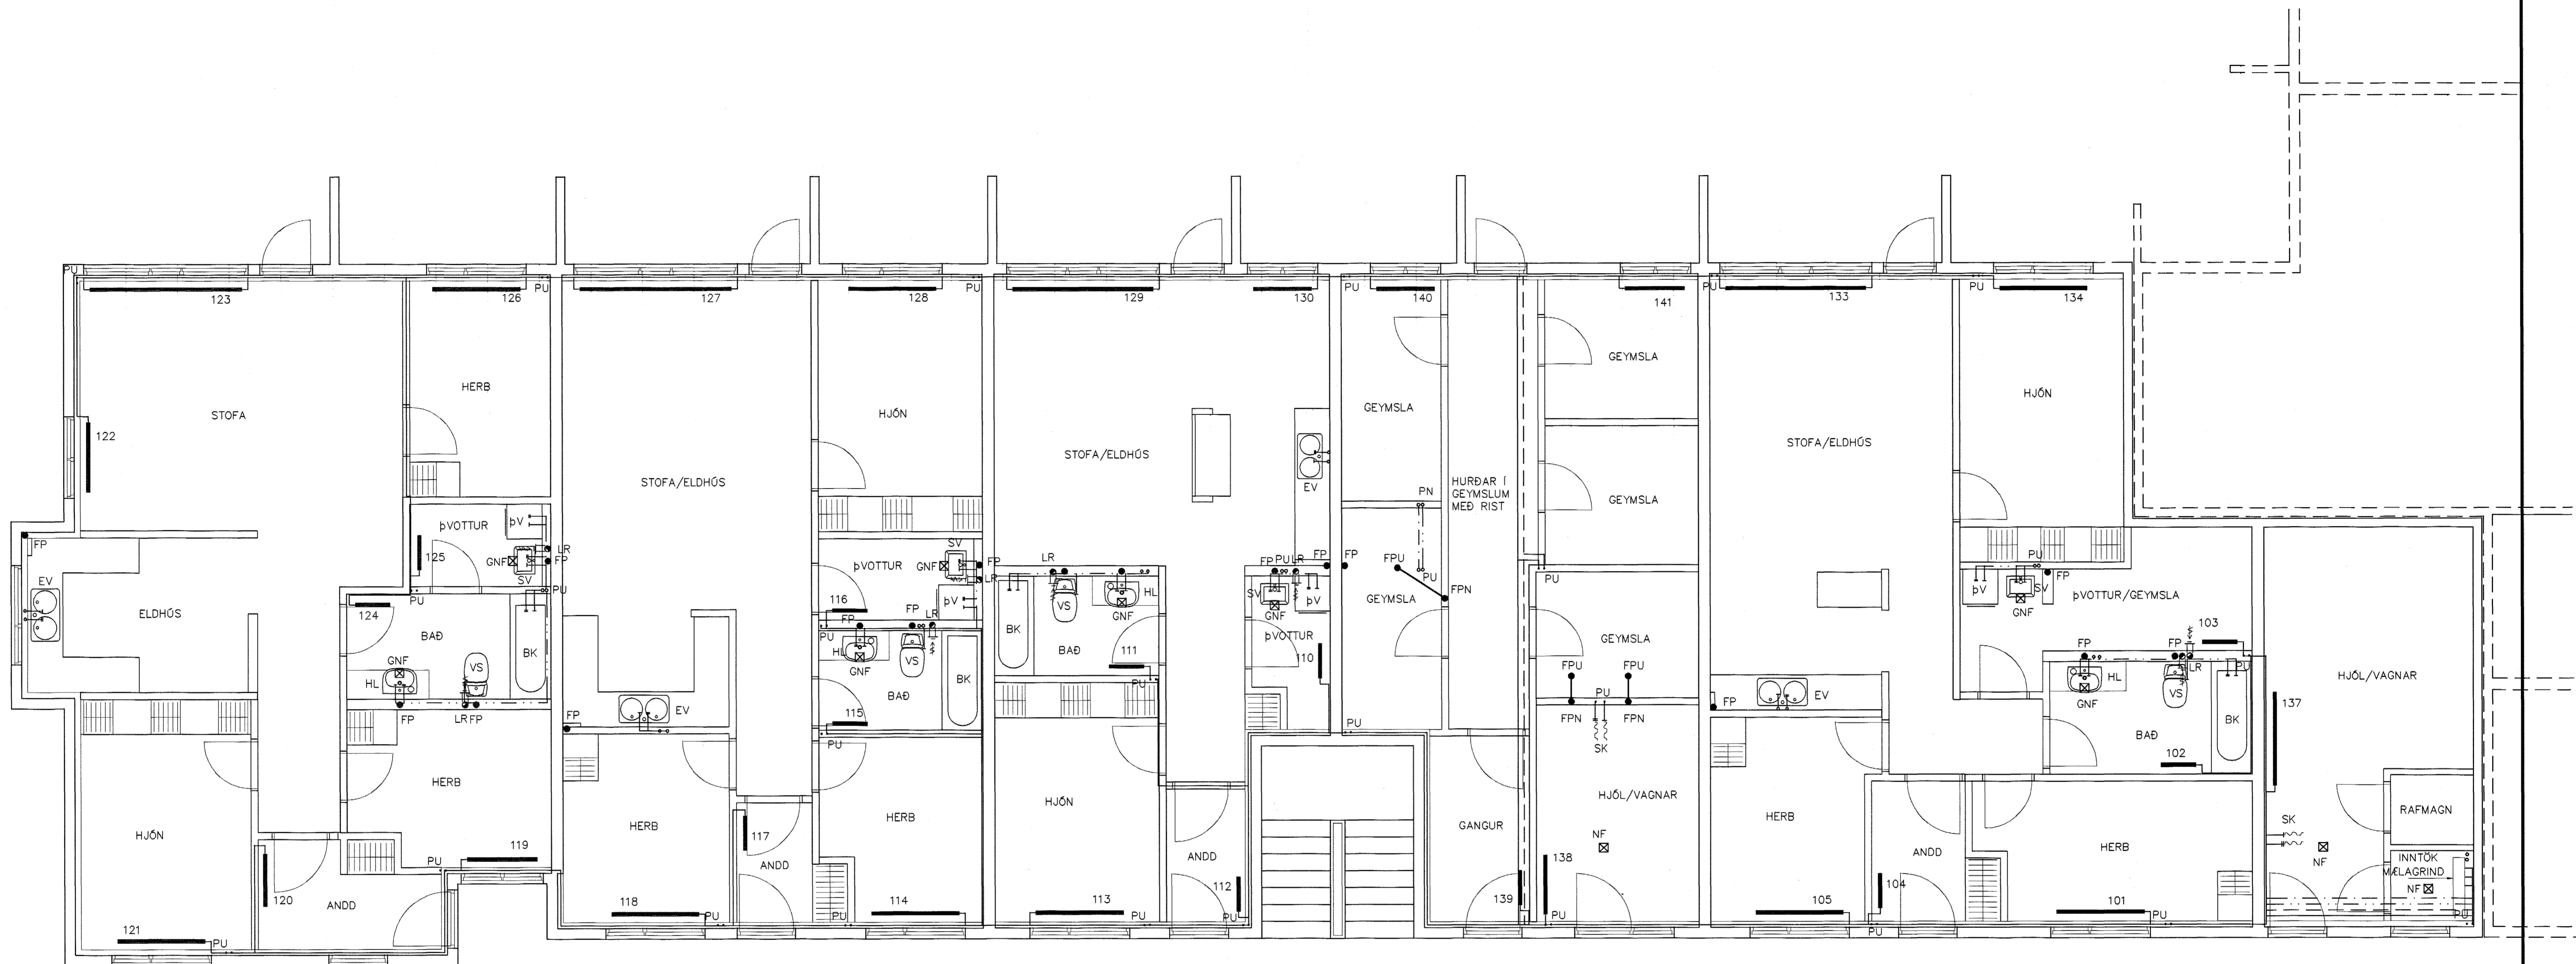 PU
123
126
PU
127
128
PU
129
130
PU
140
141
PU
133
PU
134
GEYMSLA
HERB
HJÓN
HJÓN
STOFA
GEYMSLA
122
STOFA/ELDHÚS
STOFA/ELDHÚS
STOFA/ELDHÚS
EV
HURÐAR Í
GEYMSLUM
MEÐ RIST
PN
GEYMSLA
ÞVOTTUR
ÞV
125
GNF
SV
LR
FP
PU
PU
FP
EV
ELDHÚS
124
BAÐ
BK
GNF
HL
VS
FP
LR
FP
ÞVOTTUR
GNF
SV
FP
LR
ÞV
116
FP
FP
LR
PU
HL
GNF
VS
BAÐ
BK
115
PU
LR
VS
HL
GNF
BK
BAÐ
111
PU
FP
PU
LR
FP
FP
SV
GNF
ÞV
ÞVOTTUR
110
FPU
PU
FPN
GEYMSLA
PU
PU
GEYMSLA
FPU
FPU
PU
FPN
FPN
SK
PU
ÞV
SV
FP
GNF
ÞVOTTUR/GEYMSLA
103
FP
FP
LR
PU
HL
GNF
VS
BK
BAÐ
102
HJÓL/VAGNAR
137
FP
EV
FP
EV
HERB
HJÓN
HERB
HERB
HJÓN
GANGUR
HJÓL/VAGNAR
NF
HERB
HERB
RAFMAGN
SK
NF
INNTÖK
MÆLAGRIND
NF
PU
PU
119
120
ANDD
121
PU
118
PU
117
ANDD
PU
114
113
PU
ANDD
112
PU
139
138
PU
105
104
PU
ANDD
101
PU